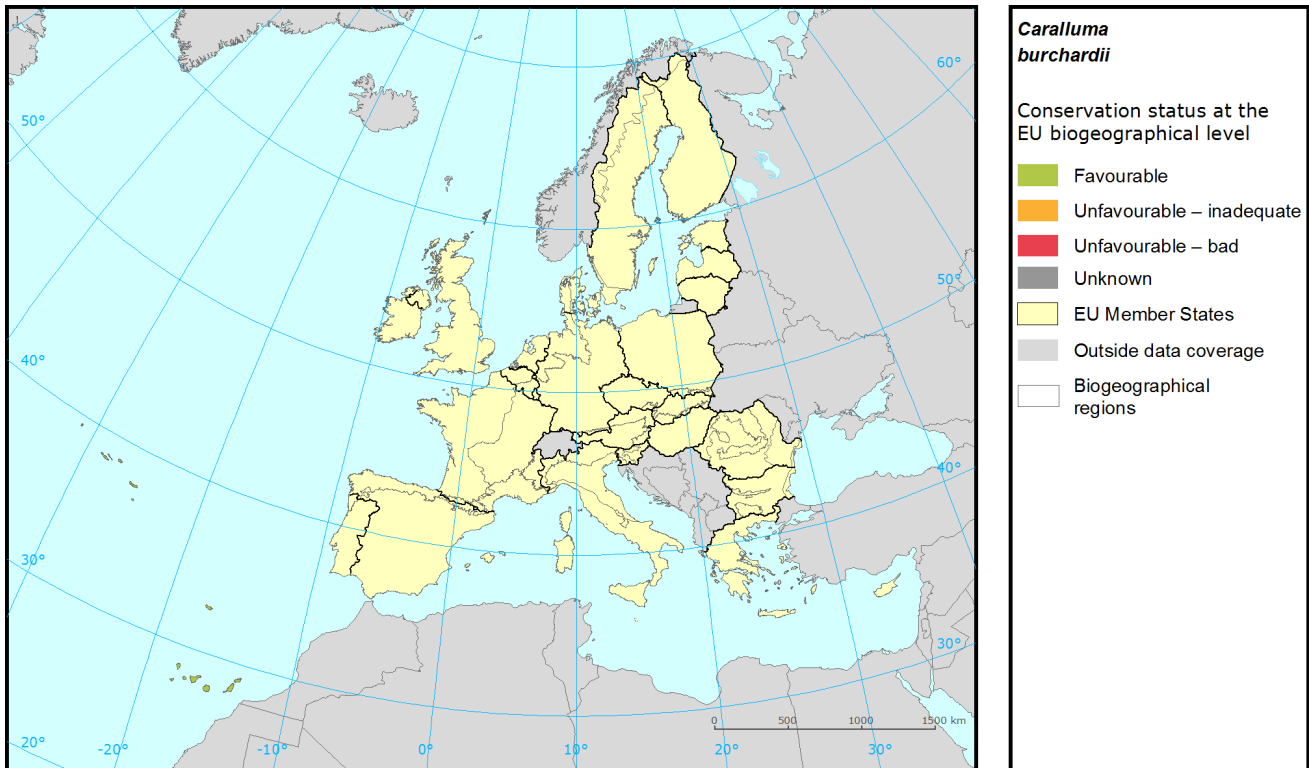 60°
50°
50°
40°
40°
30°
30°
20°
-20°
-10°
0°
10°
20°
30°
0
500
1000
1500 km
Caralluma
burchardii
Conservation status at the
EU biogeographical level
Favourable
Unfavourable – inadequate
Unfavourable – bad
Unknown
EU Member States
Outside data coverage
Biogeographical
regions